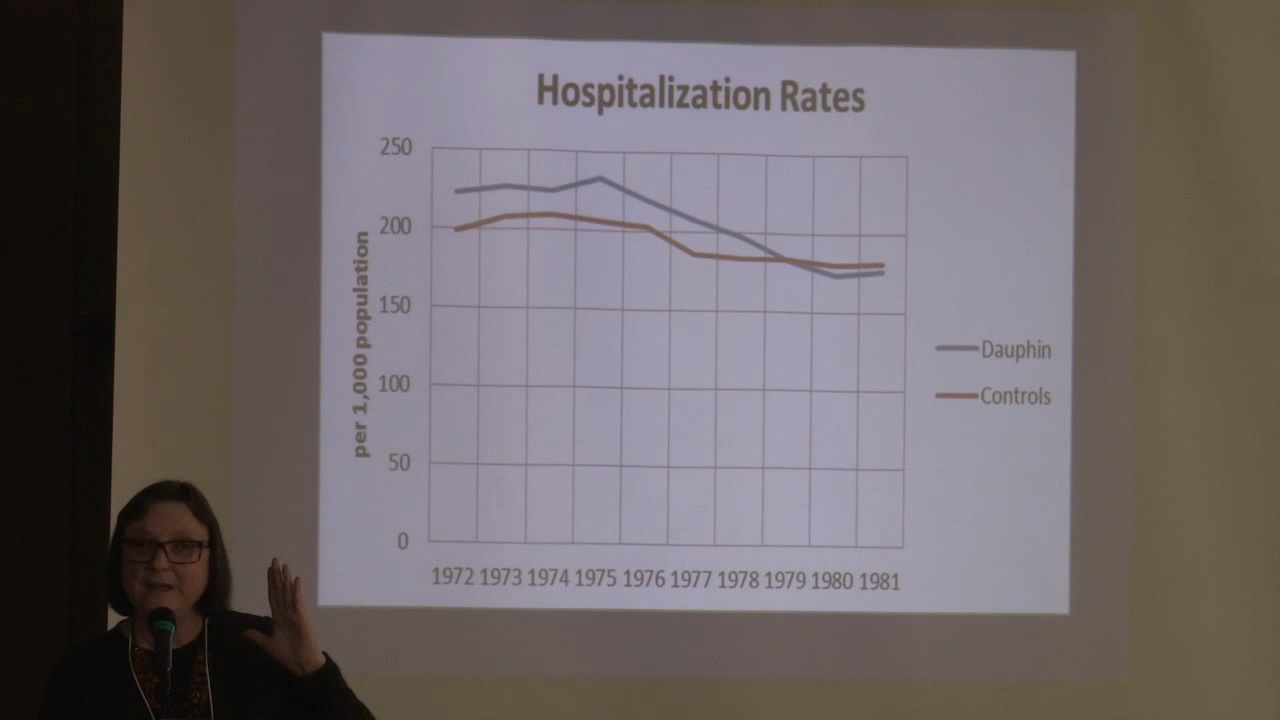 Hospitalization Rates
per 1,000 population
250
200
150
100
50
0
1972 1973 1974 1975 1976 1977 1978 1979 1980 1981
Dauphin
Controls